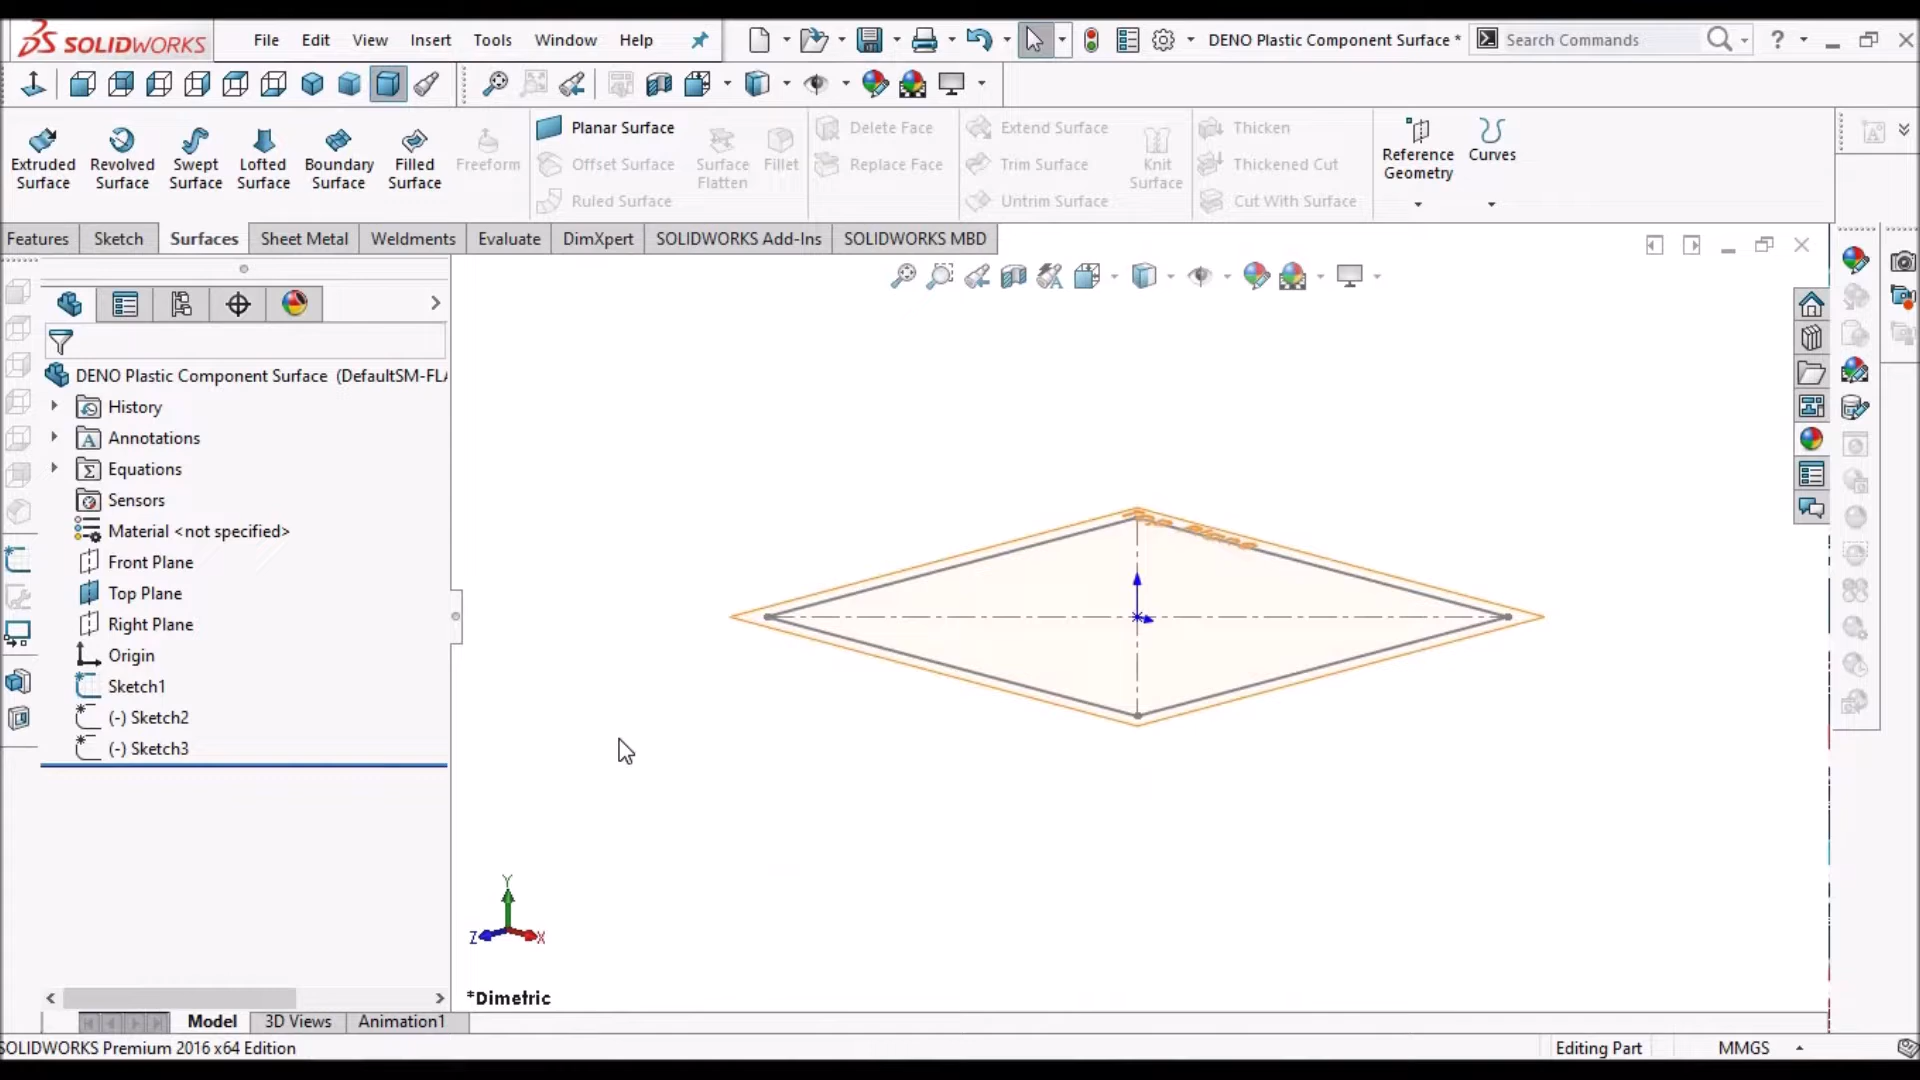 SOLIDWORKS File Edit View Insert Tools Window Help DENO Plastic Component Surface * Search Commands ?
Extruded Surface
Revolved Surface
Swept Surface
Lofted Surface
Boundary Surface
Filled Surface
Freeform
Planar Surface
Offset Surface
Ruled Surface
Surface Flatten
Fillet
Delete Face
Replace Face
Extend Surface
Trim Surface
Untrim Surface
Knit Surface
Thicken
Thickened Cut
Cut With Surface
Reference Geometry
Curves
Features Sketch Surfaces Sheet Metal Weldments Evaluate DimXpert SOLIDWORKS Add-Ins SOLIDWORKS MBD
DENO Plastic Component Surface (DefaultSM-FLA
History
Annotations
Equations
Sensors
Material <not specified>
Front Plane
Top Plane
Right Plane
Origin
Sketch1
(-) Sketch2
(-) Sketch3
Top Plane
Y
Z X
*Dimetric
Model 3D Views Animation1
SOLIDWORKS Premium 2016 x64 Edition Editing Part MMGS